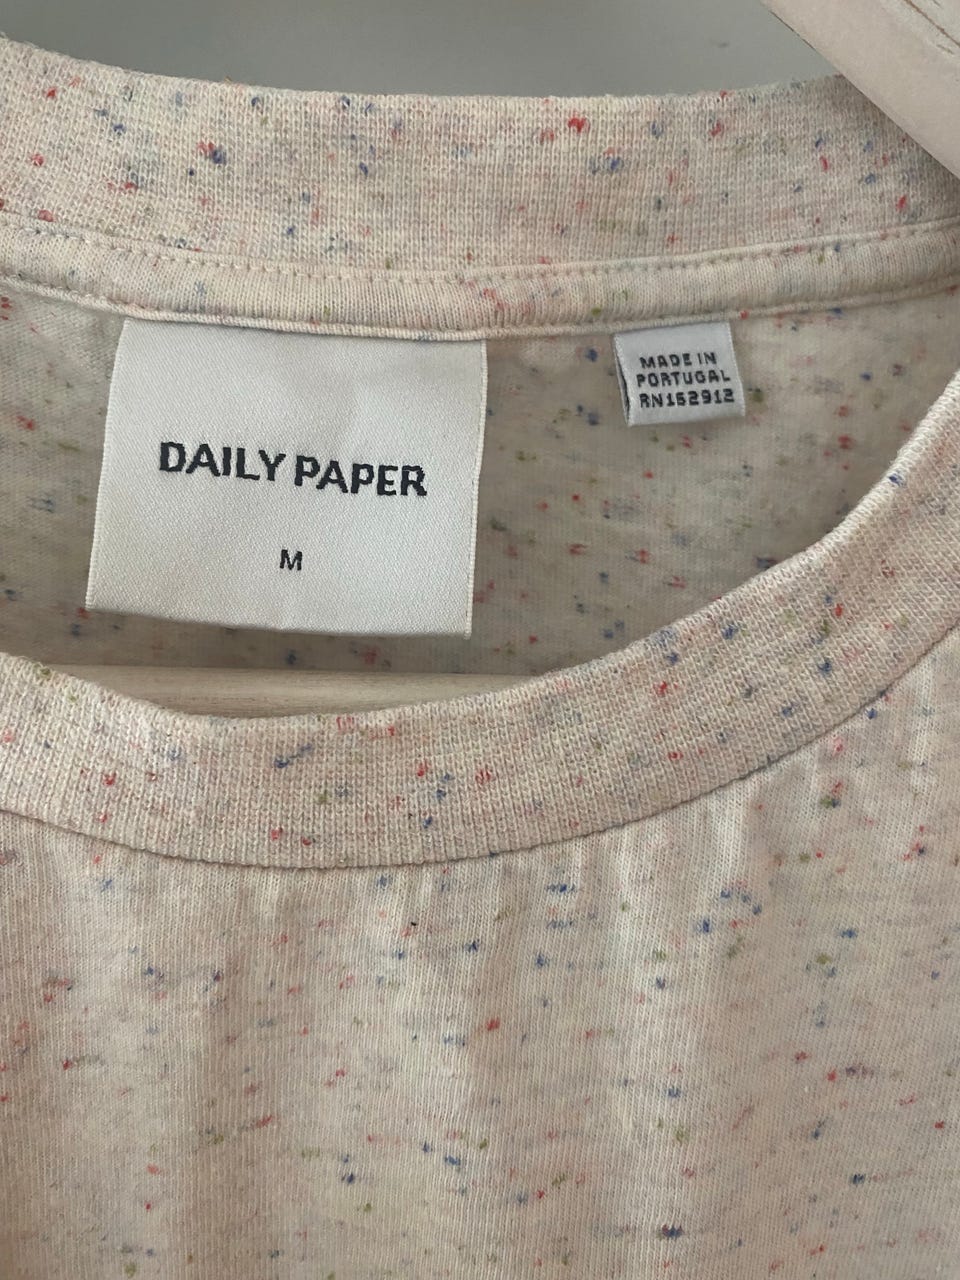 DAILY PAPER
M
MADE IN
PORTUGAL
RN152912